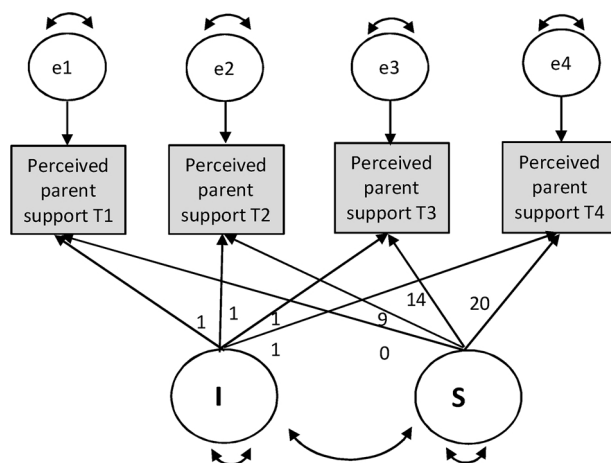 e1
e2
e3
e4
Perceived
parent
support T1
Perceived
parent
support T2
Perceived
parent
support T3
Perceived
parent
support T4
1
1
1
1
9
0
14
20
I
S